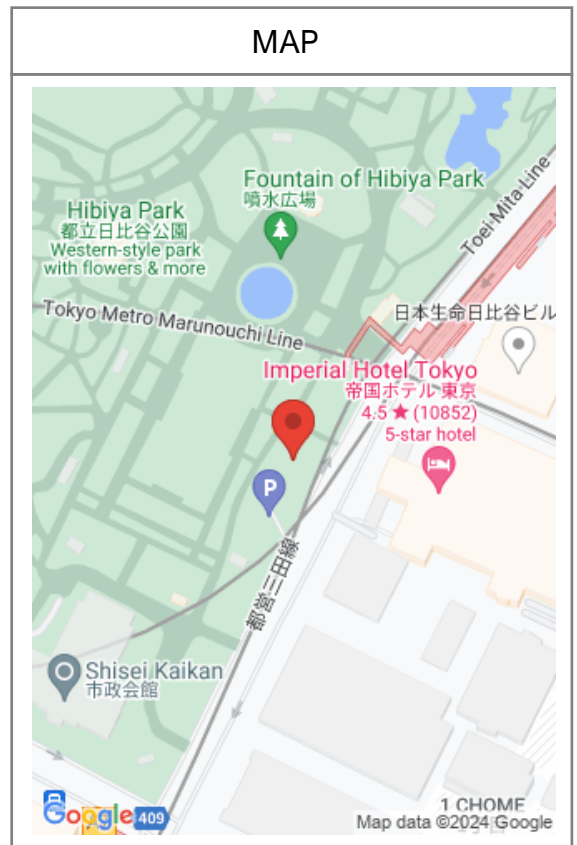 MAP
Fountain of Hibiya Park
噴水広場
Hibiya Park
都立日比谷公園
Western-style park
with flowers & more
Toei Mita Line
Tokyo Metro Marunouchi Line
日本生命日比谷ビル
Imperial Hotel Tokyo
帝国ホテル 東京
4.5 ★ (10852)
5-star hotel
P
都営三田線
Shisei Kaikan
市政会館
1 CHOME
Google
409
Map data ©2024 Google